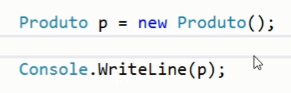 Produto p = new Produto();
Console.WriteLine(p);